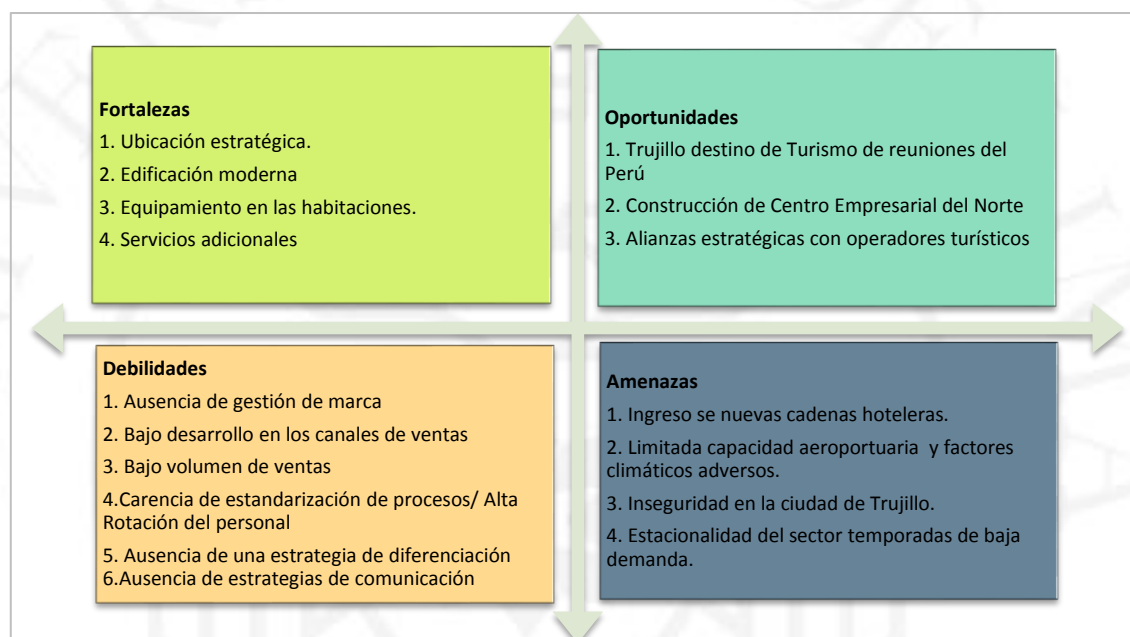 Fortalezas
1. Ubicación estratégica.
2. Edificación moderna
3. Equipamiento en las habitaciones.
4. Servicios adicionales
Oportunidades
1. Trujillo destino de Turismo de reuniones del
Perú
2. Construcción de Centro Empresarial del Norte
3. Alianzas estratégicas con operadores turísticos
Debilidades
1. Ausencia de gestión de marca
2. Bajo desarrollo en los canales de ventas
3. Bajo volumen de ventas
4.Carencia de estandarización de procesos/ Alta
Rotación del personal
5. Ausencia de una estrategia de diferenciación
6.Ausencia de estrategias de comunicación
Amenazas
1. Ingreso se nuevas cadenas hoteleras.
2. Limitada capacidad aeroportuaria  y factores
climáticos adversos.
3. Inseguridad en la ciudad de Trujillo.
4. Estacionalidad del sector temporadas de baja
demanda.